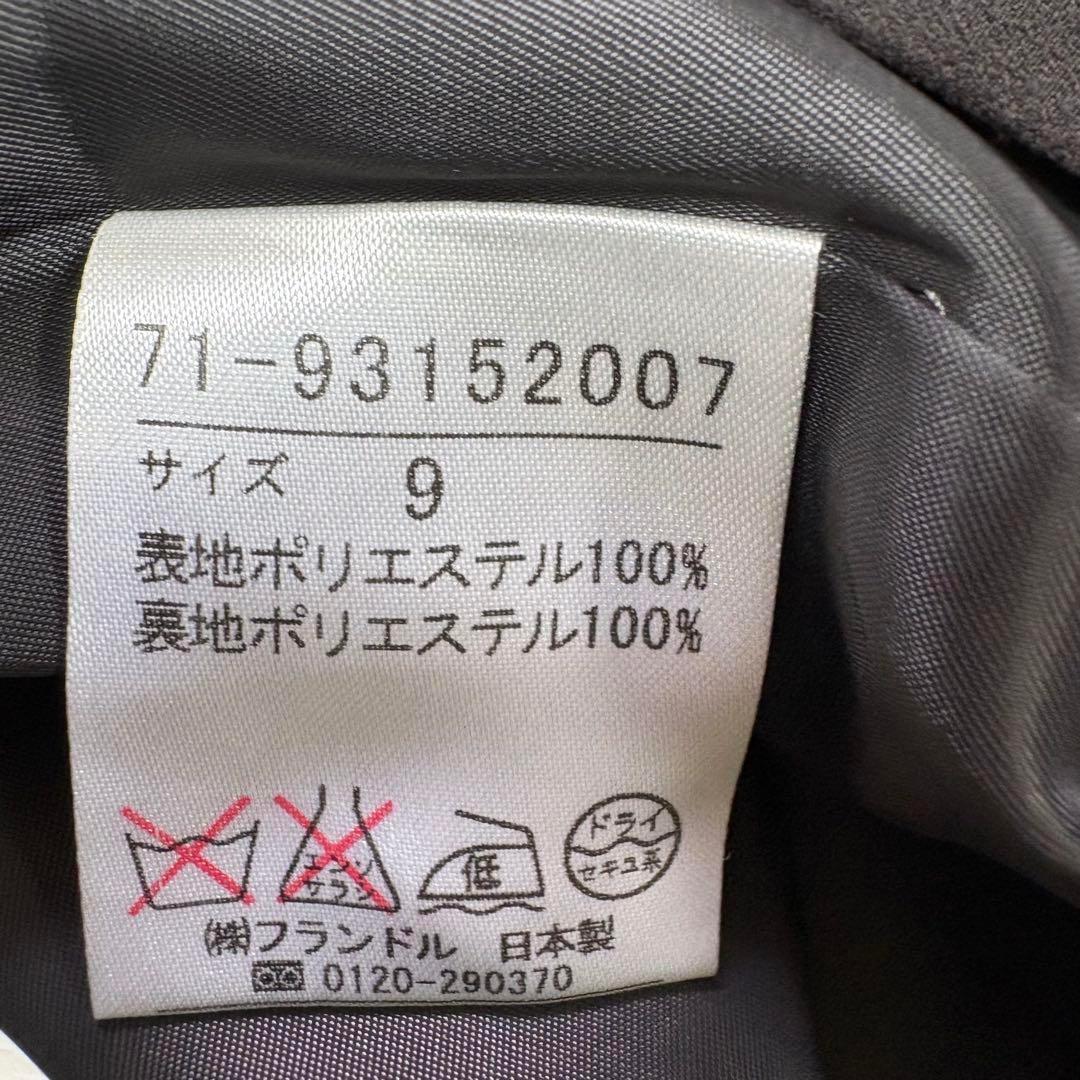 71-93152007
サイズ 9
表地ポリエステル100%
裏地ポリエステル100%
エンソ
サラシ
低
ドライ
セキユ系
㈱フランドル 日本製
0120-290370